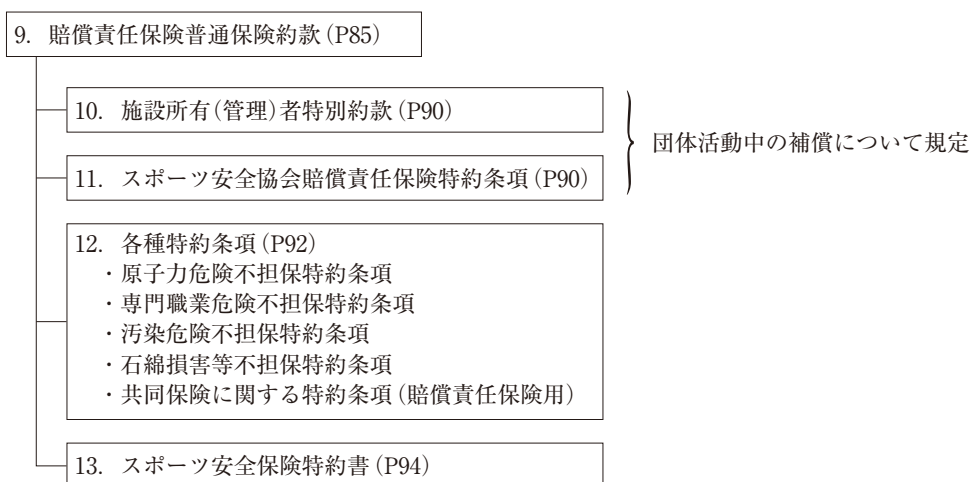 9. 賠償責任保険普通保険約款(P85)
10. 施設所有(管理)者特別約款(P90)
団体活動中の補償について規定
11. スポーツ安全協会賠償責任保険特約条項(P90)
12. 各種特約条項(P92)
・原子力危険不担保特約条項
・専門職業危険不担保特約条項
・汚染危険不担保特約条項
・石綿損害等不担保特約条項
・共同保険に関する特約条項(賠償責任保険用)
13. スポーツ安全保険特約書(P94)